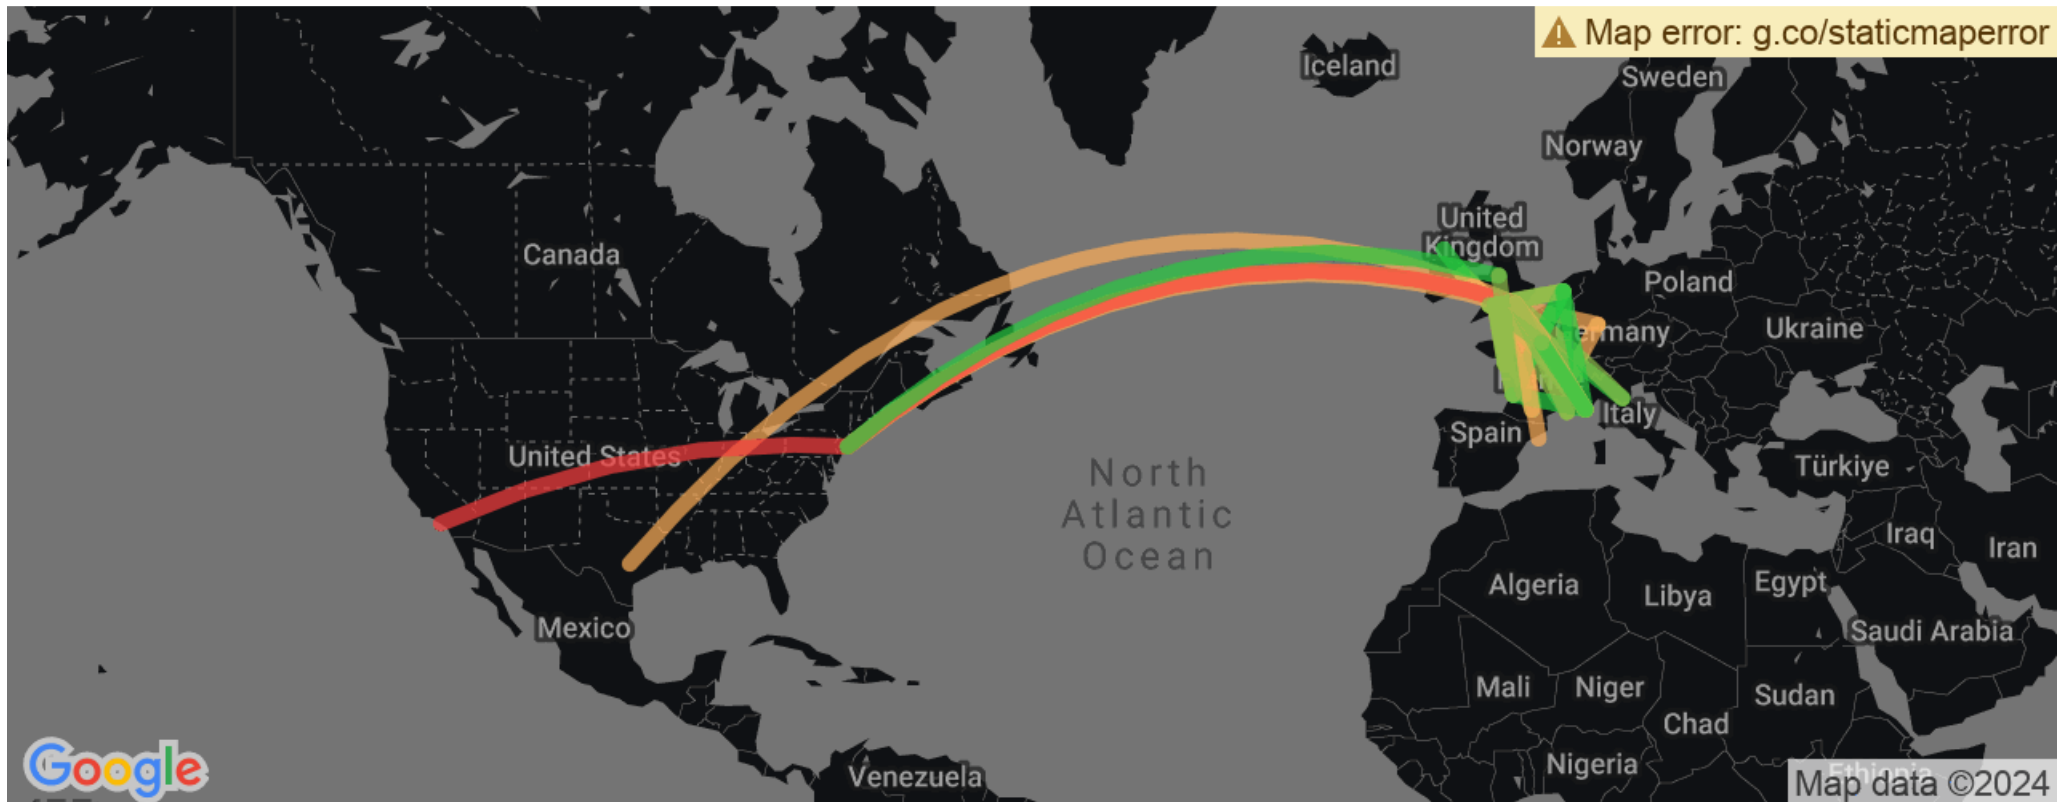 Map error: g.co/staticmaperror
Iceland
Sweden
Norway
United
Kingdom
Canada
Poland
Ukraine
ermany
Italy
Spain
United States
Türkiye
North
Atlantic
Ocean
Iraq
Iran
Algeria
Libya
Egypt
Mexico
Saudi Arabia
Mali
Niger
Sudan
Chad
Nigeria
Venezuela
Ethiopia
Google
Map data ©2024